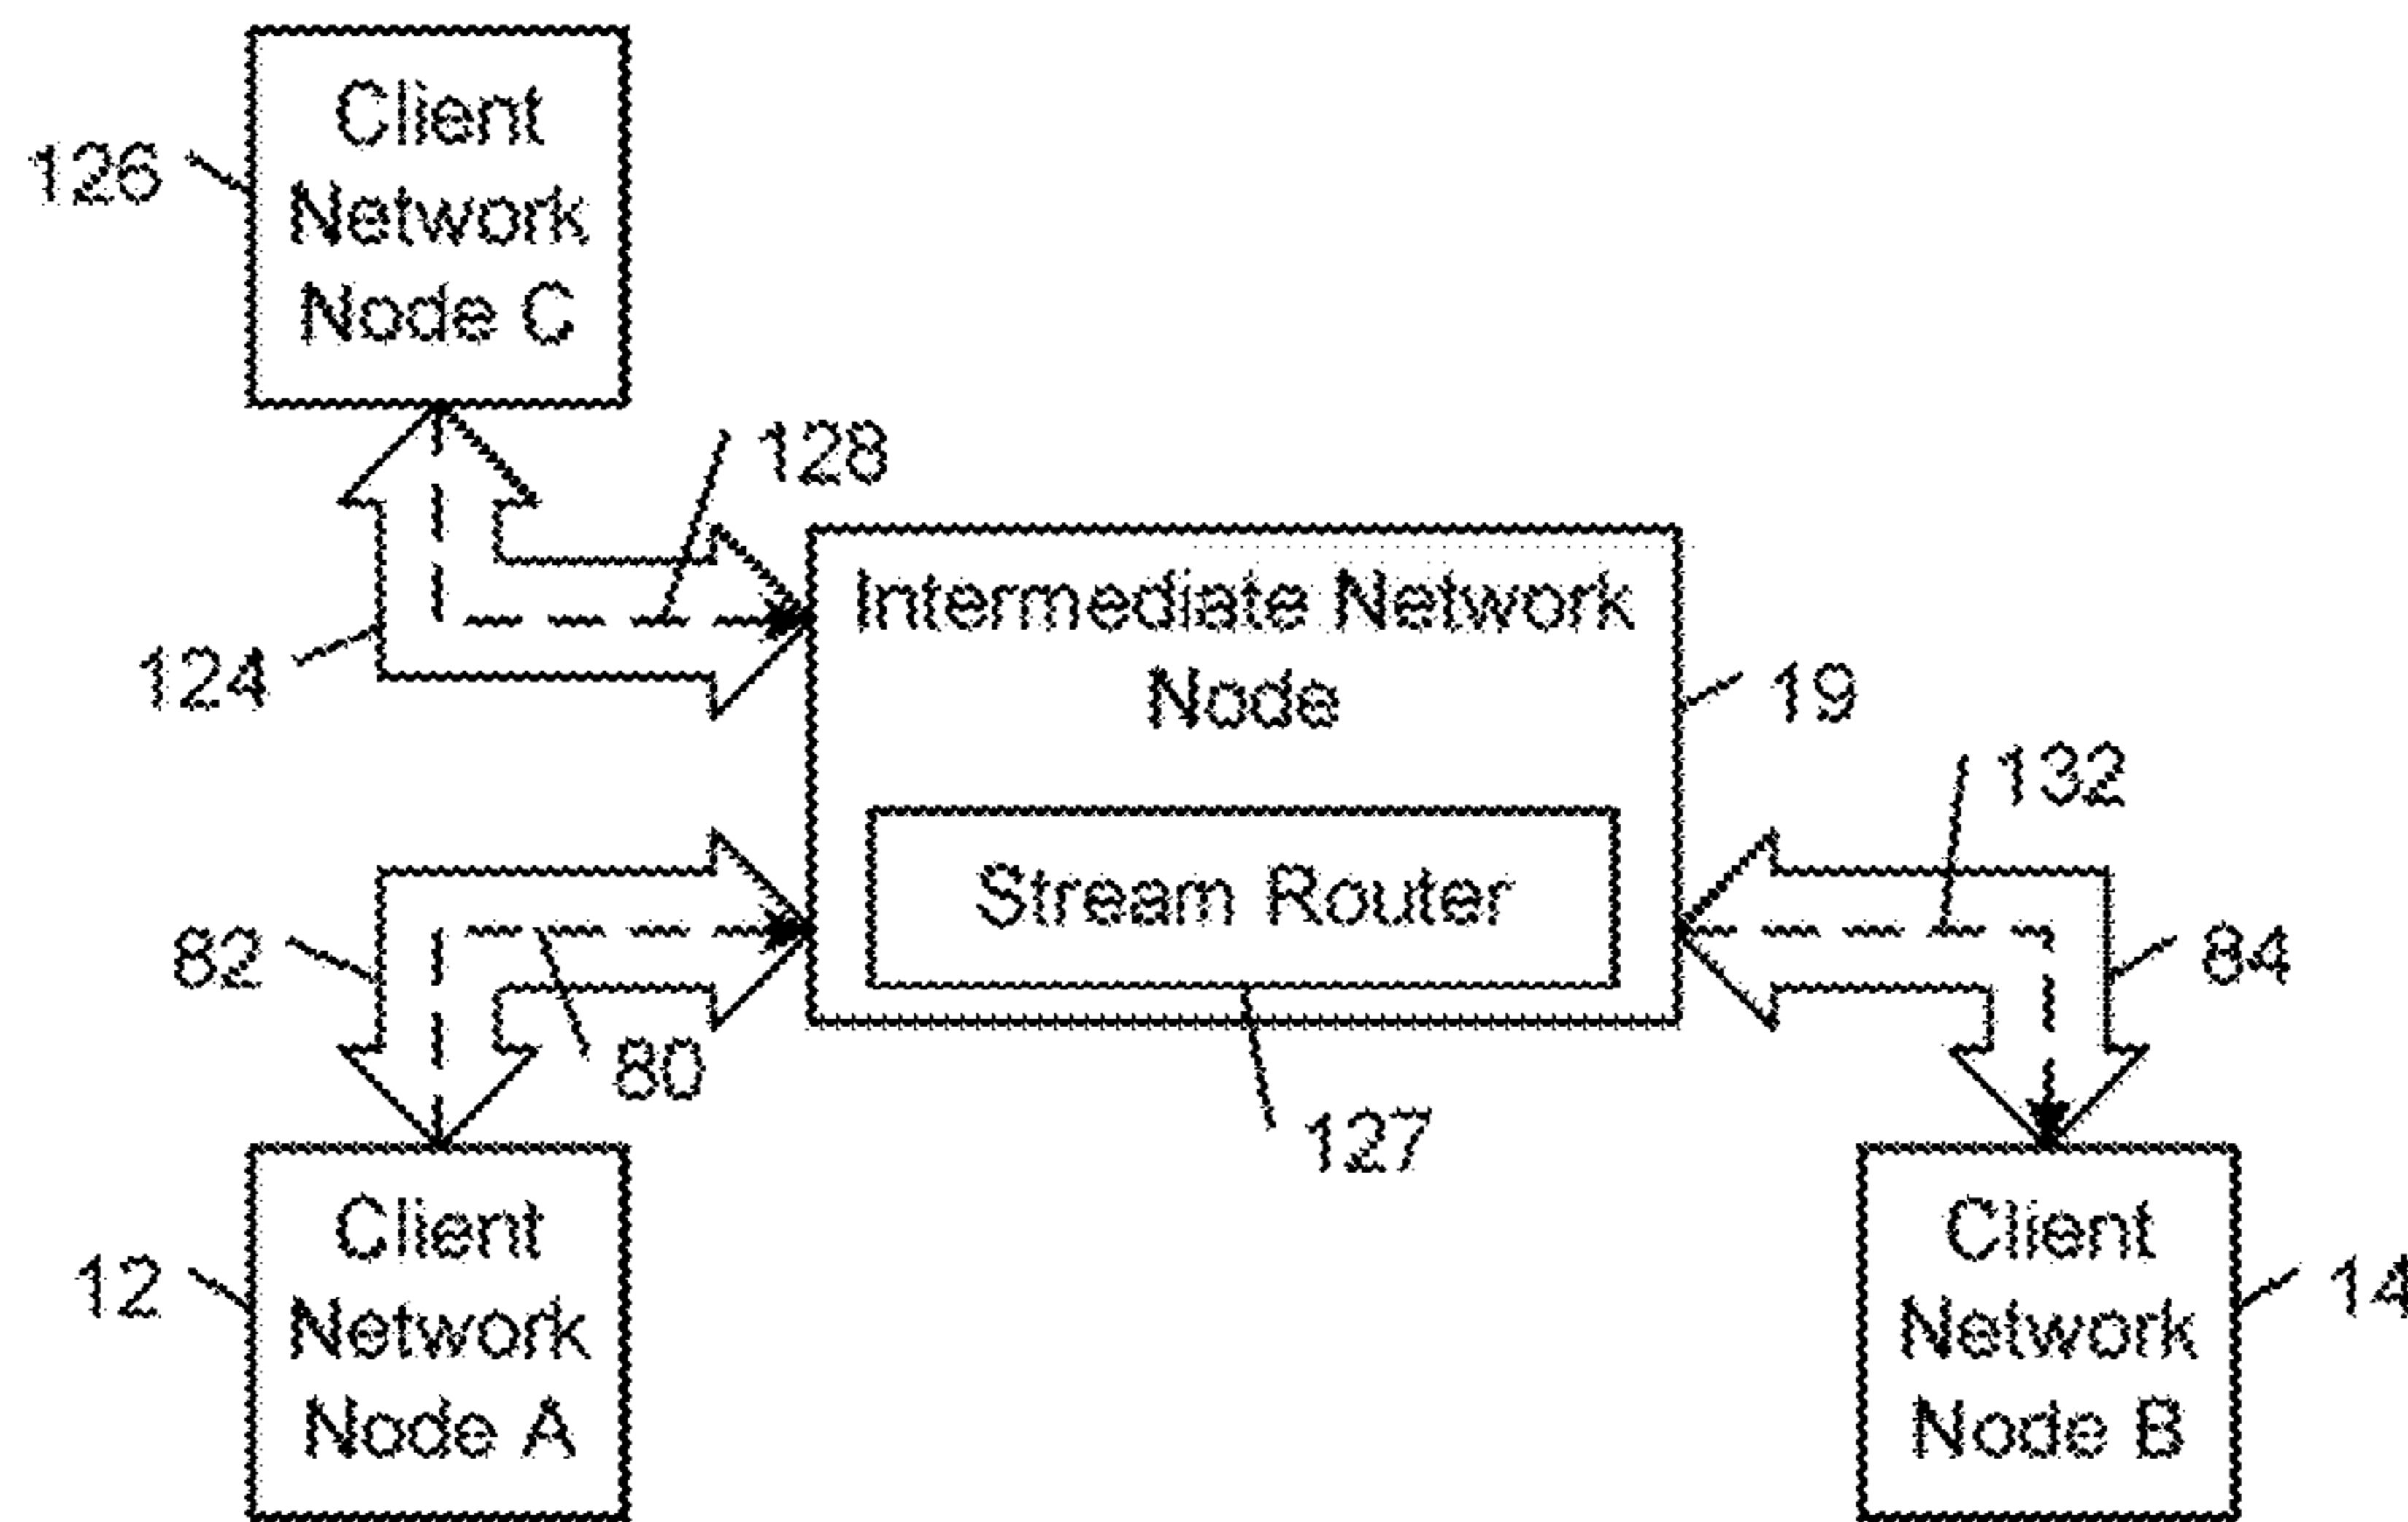 Client
Network
Node C
126
128
124
Intermediate Network
Node
19
132
Stream Router
82
84
80
127
Client
Network
Node A
12
Client
Network
Node B
14